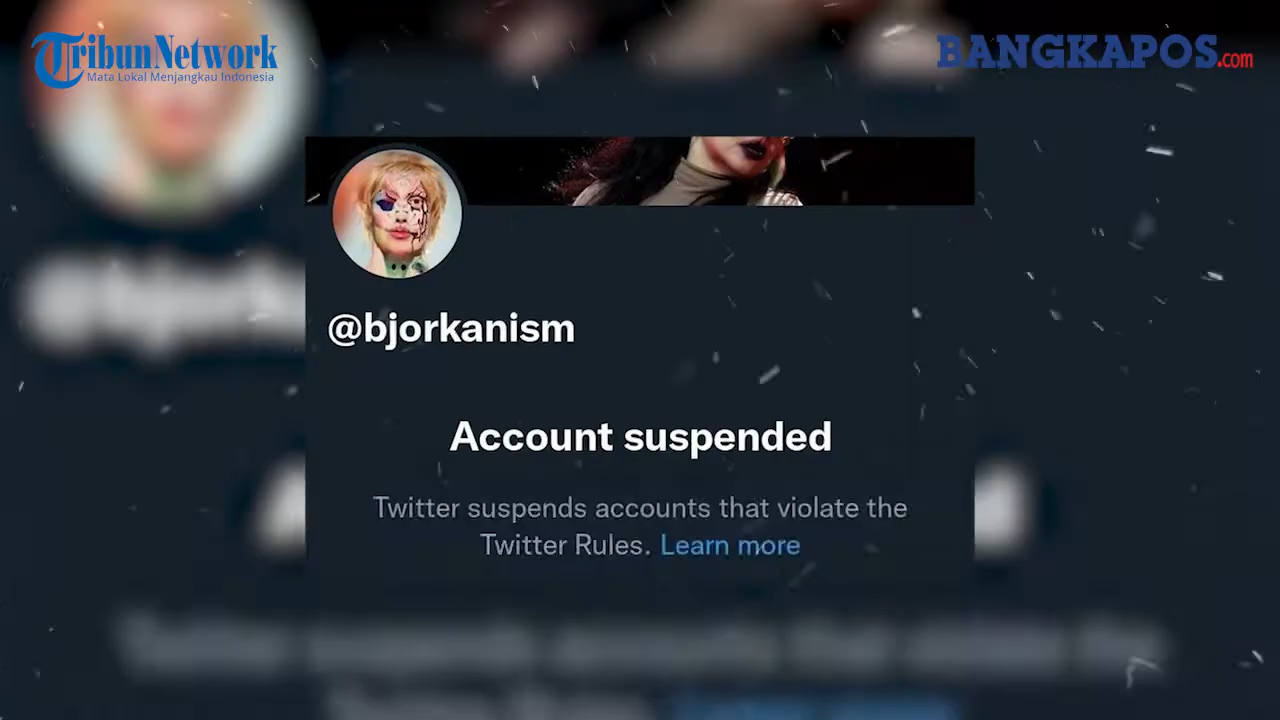 TribunNetwork
Mata Lokal Menjangkau Indonesia
BANGKAPOS.com
@bjorkanism
Account suspended
Twitter suspends accounts that violate the
Twitter Rules. Learn more